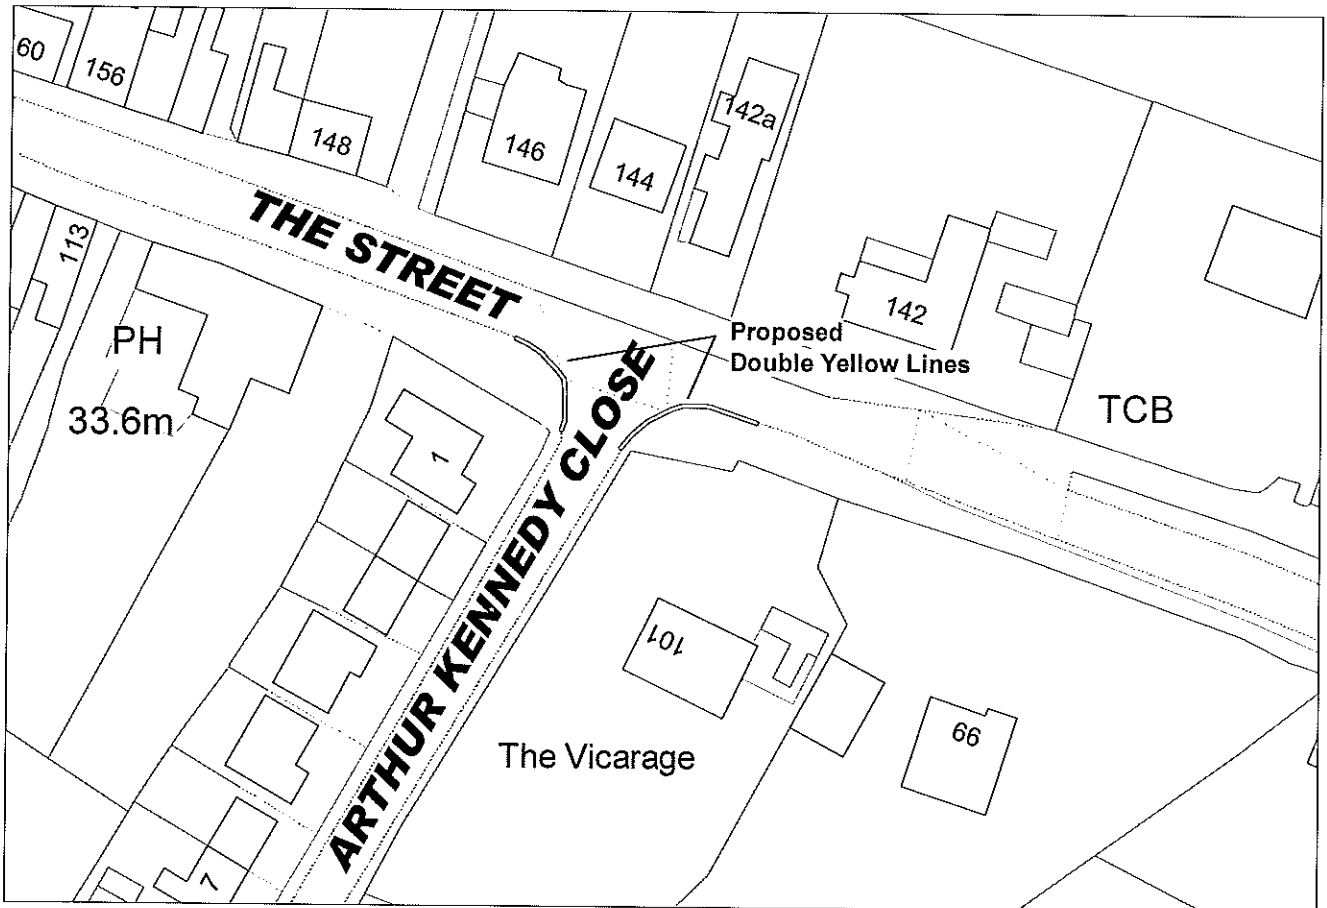 60
156
148
146
144
142a
THE STREET
113
142
Proposed
Double Yellow Lines
PH
TCB
33.6m
1
ARTHUR KENNEDY CLOSE
101
66
The Vicarage
7